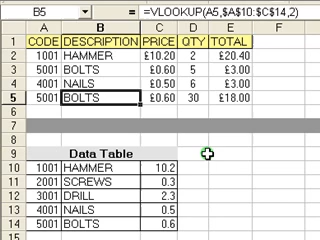 B5 =VLOOKUP(A5,$A$10:$C$14,2)
A B C D E F
1 CODE DESCRIPTION PRICE QTY TOTAL
2 1001 HAMMER £10.20 2 £20.40
3 5001 BOLTS £0.60 5 £3.00
4 4001 NAILS £0.50 6 £3.00
5 5001 BOLTS £0.60 30 £18.00
6
7
8
9 Data Table
10 1001 HAMMER 10.2
11 2001 SCREWS 0.3
12 3001 DRILL 2.3
13 4001 NAILS 0.5
14 5001 BOLTS 0.6